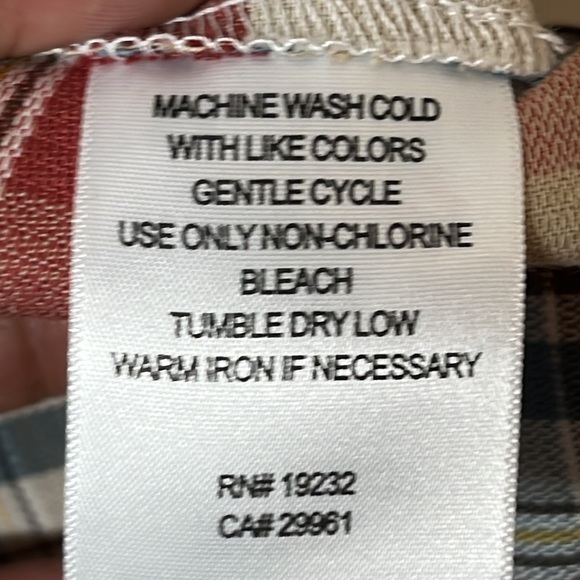 MACHINE WASH COLD
WITH LIKE COLORS
GENTLE CYCLE
USE ONLY NON-CHLORINE
BLEACH
TUMBLE DRY LOW
WARM IRON IF NECESSARY
RN# 19232
CA# 29961